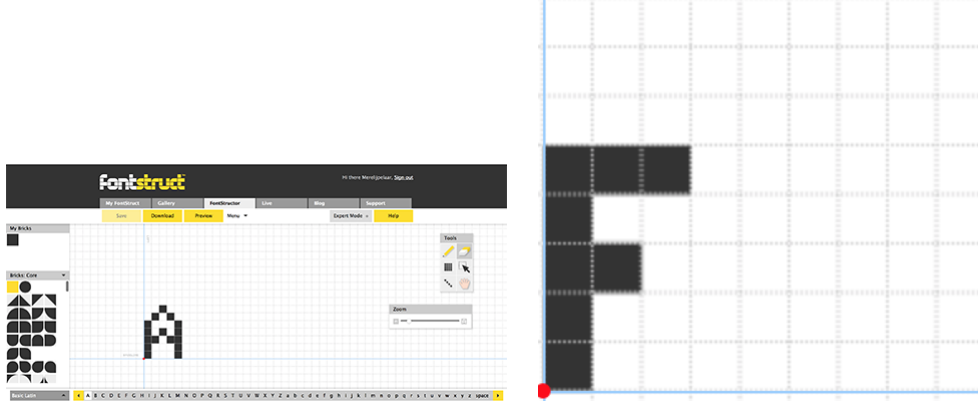 Fontstruct
Hi there Wendijoelaar, Sign out
My FontStruct Gallery FontStructor Live Blog Support
Save Download Preview Menu Expert Mode Help
My Bricks
Tools
Bricks: Core
Zoom
Basic Latin A B C D E F G H I J K L M N O P Q R S T U V W X Y Z a b c d e f g h i j k l m n o p q r s t u v w x y z space